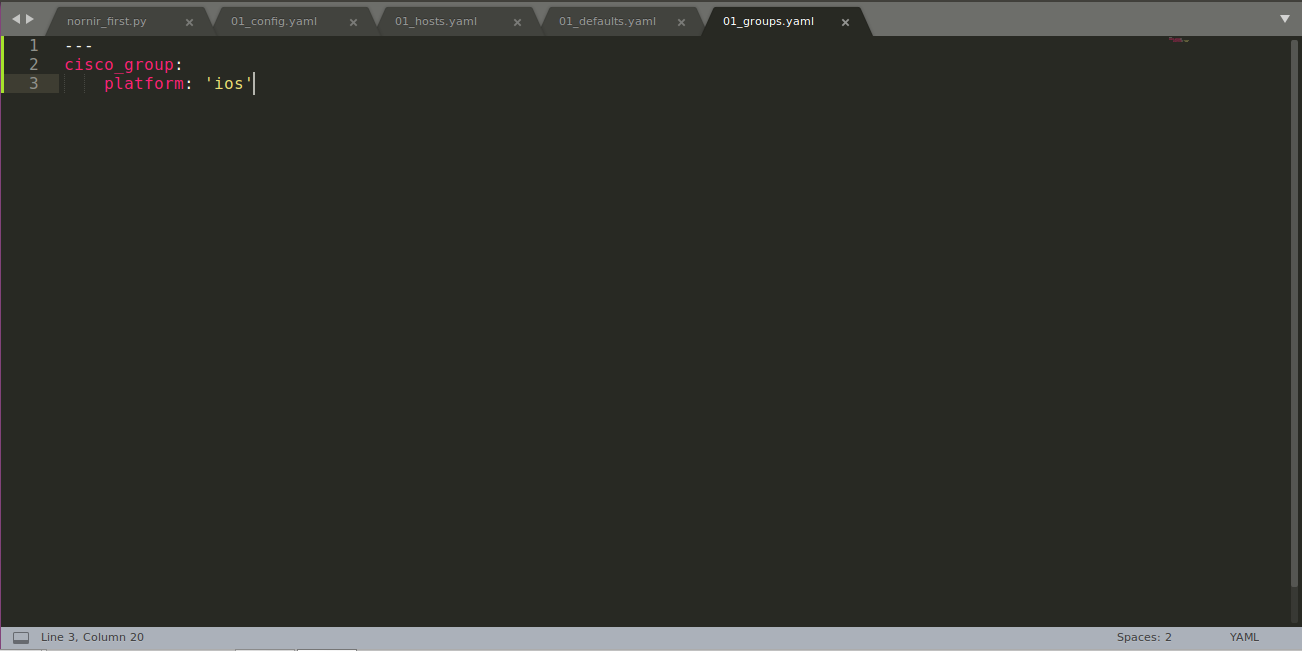 nornir_first.py × 01_config.yaml × 01_hosts.yaml × 01_defaults.yaml × 01_groups.yaml ×
1 ---
2 cisco_group:
3     platform: 'ios'
Line 3, Column 20 Spaces: 2 YAML